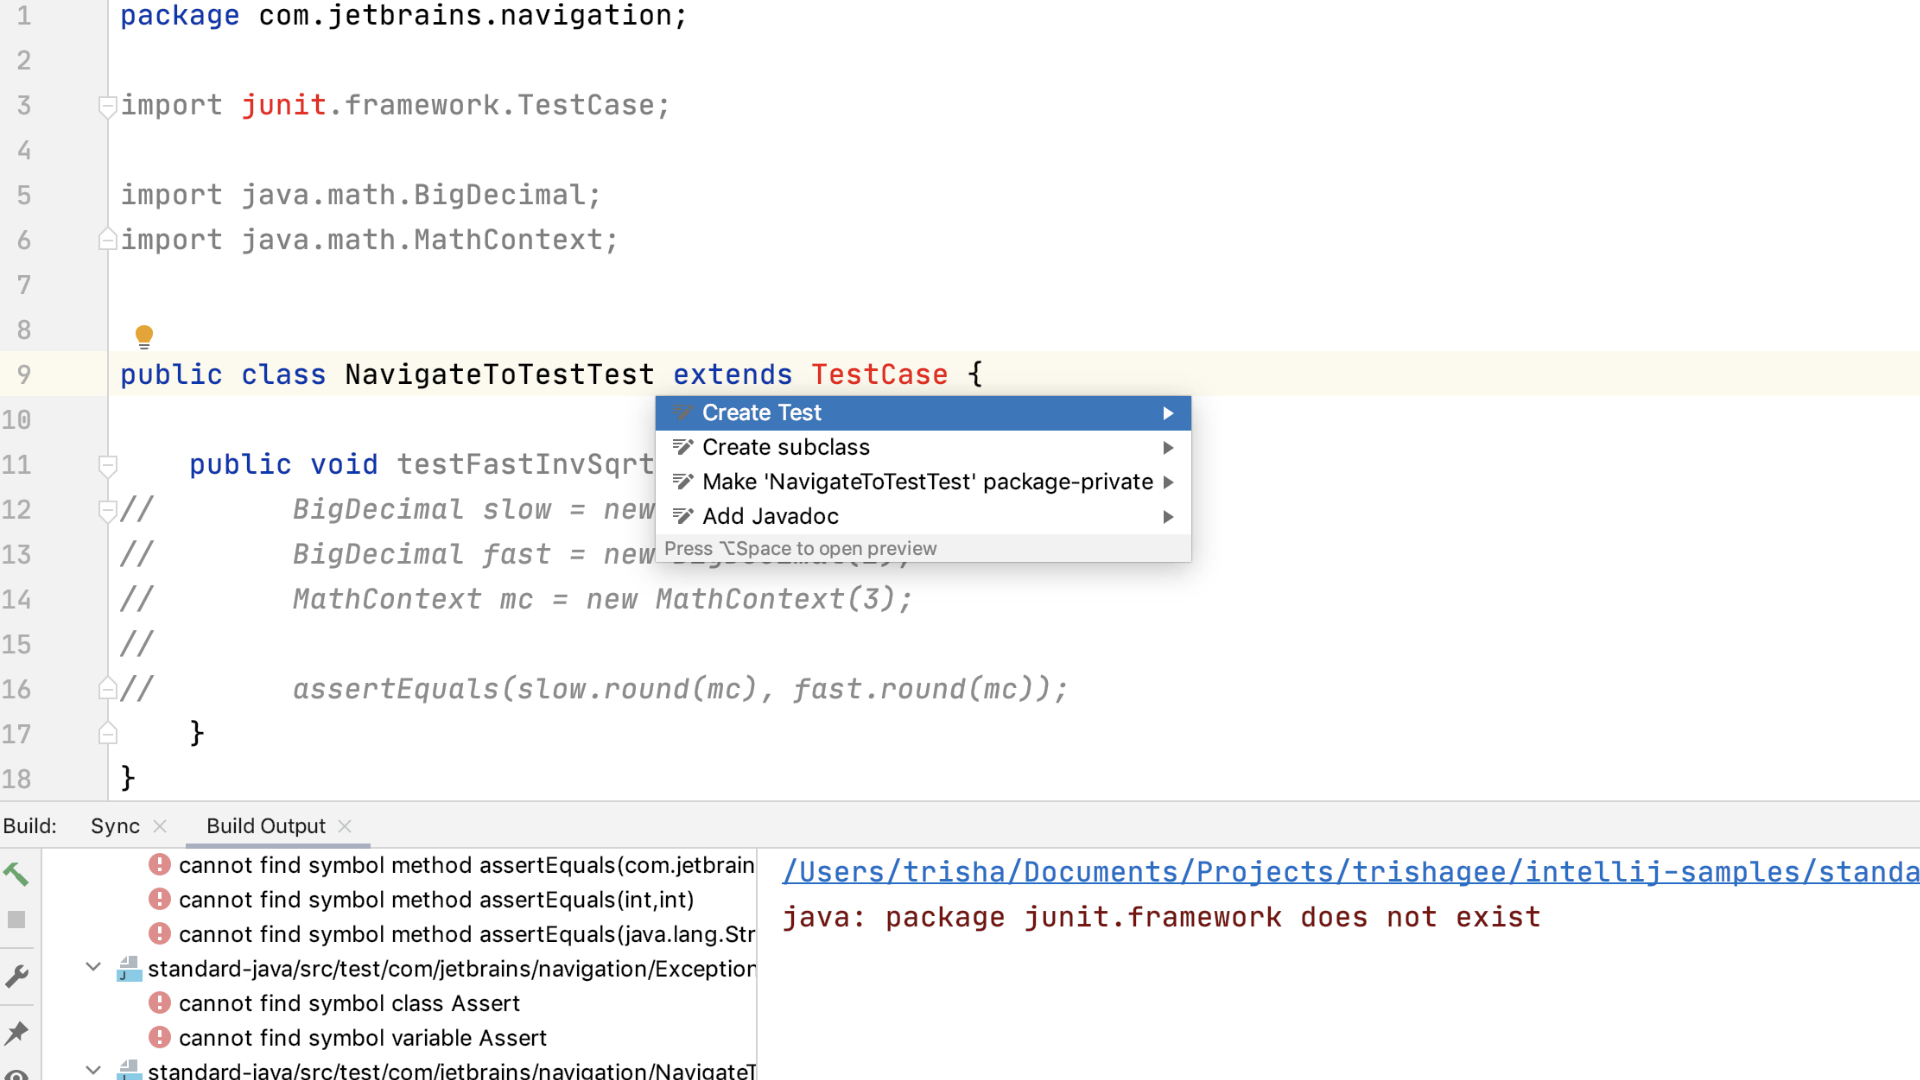 1 package com.jetbrains.navigation;
2
3 import junit.framework.TestCase;
4
5 import java.math.BigDecimal;
6 import java.math.MathContext;
7
8
9 public class NavigateToTestTest extends TestCase {
10
Create Test
Create subclass
Make 'NavigateToTestTest' package-private
Add Javadoc
Press ⌥Space to open preview
11 public void testFastInvSqrt
12 // BigDecimal slow = new
13 // BigDecimal fast = new
14 // MathContext mc = new MathContext(3);
15 //
16 // assertEquals(slow.round(mc), fast.round(mc));
17 }
18 }
Build: Sync Build Output
cannot find symbol method assertEquals(com.jetbrain
cannot find symbol method assertEquals(int,int)
cannot find symbol method assertEquals(java.lang.Str
standard-java/src/test/com/jetbrains/navigation/Exception
cannot find symbol class Assert
cannot find symbol variable Assert
standard-java/src/test/com/jetbrains/navigation/NavigateT
/Users/trisha/Documents/Projects/trishagee/intellij-samples/standa
java: package junit.framework does not exist